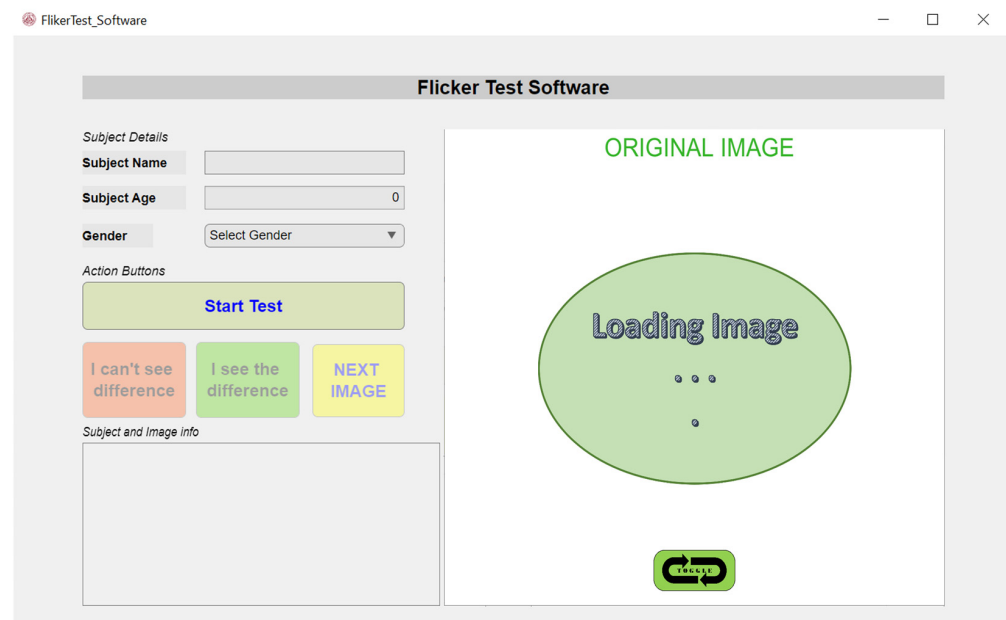 FlikerTest_Software
Flicker Test Software
Subject Details
Subject Name
Subject Age
0
Gender
Select Gender
Action Buttons
Start Test
I can't see
difference
I see the
difference
NEXT
IMAGE
Subject and Image info
ORIGINAL IMAGE
Loading Image
. . .
.
TOGGLE